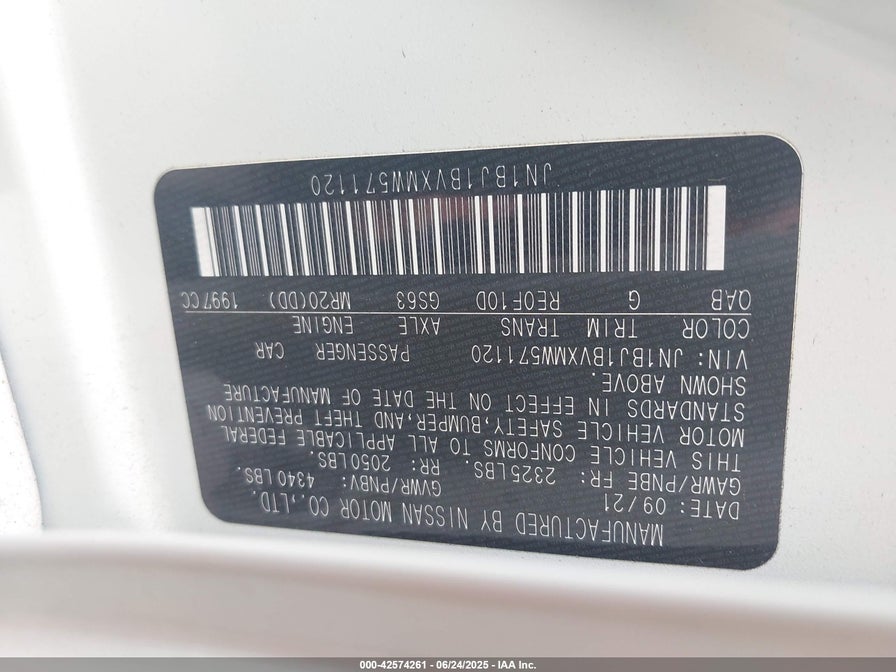 MANUFACTURED BY NISSAN MOTOR CO.,LTD.
DATE: 09/21 GVWR/PNBV: 4340LBS.
GAWR/PNBE FR: 2325LBS. RR: 2050LBS.
THIS VEHICLE CONFORMS TO ALL APPLICABLE FEDERAL
MOTOR VEHICLE SAFETY,BUMPER,AND THEFT PREVENTION
STANDARDS IN EFFECT ON THE DATE OF MANUFACTURE
SHOWN ABOVE.
VIN: JN1BJ1BVXMW571120 PASSENGER CAR
COLOR TRIM TRANS AXLE ENGINE
QAB G RE0F10D GS63 MR20(DD) 1997CC
JN1BJ1BVXMW571120
000-42574261 - 06/24/2025 - IAA Inc.